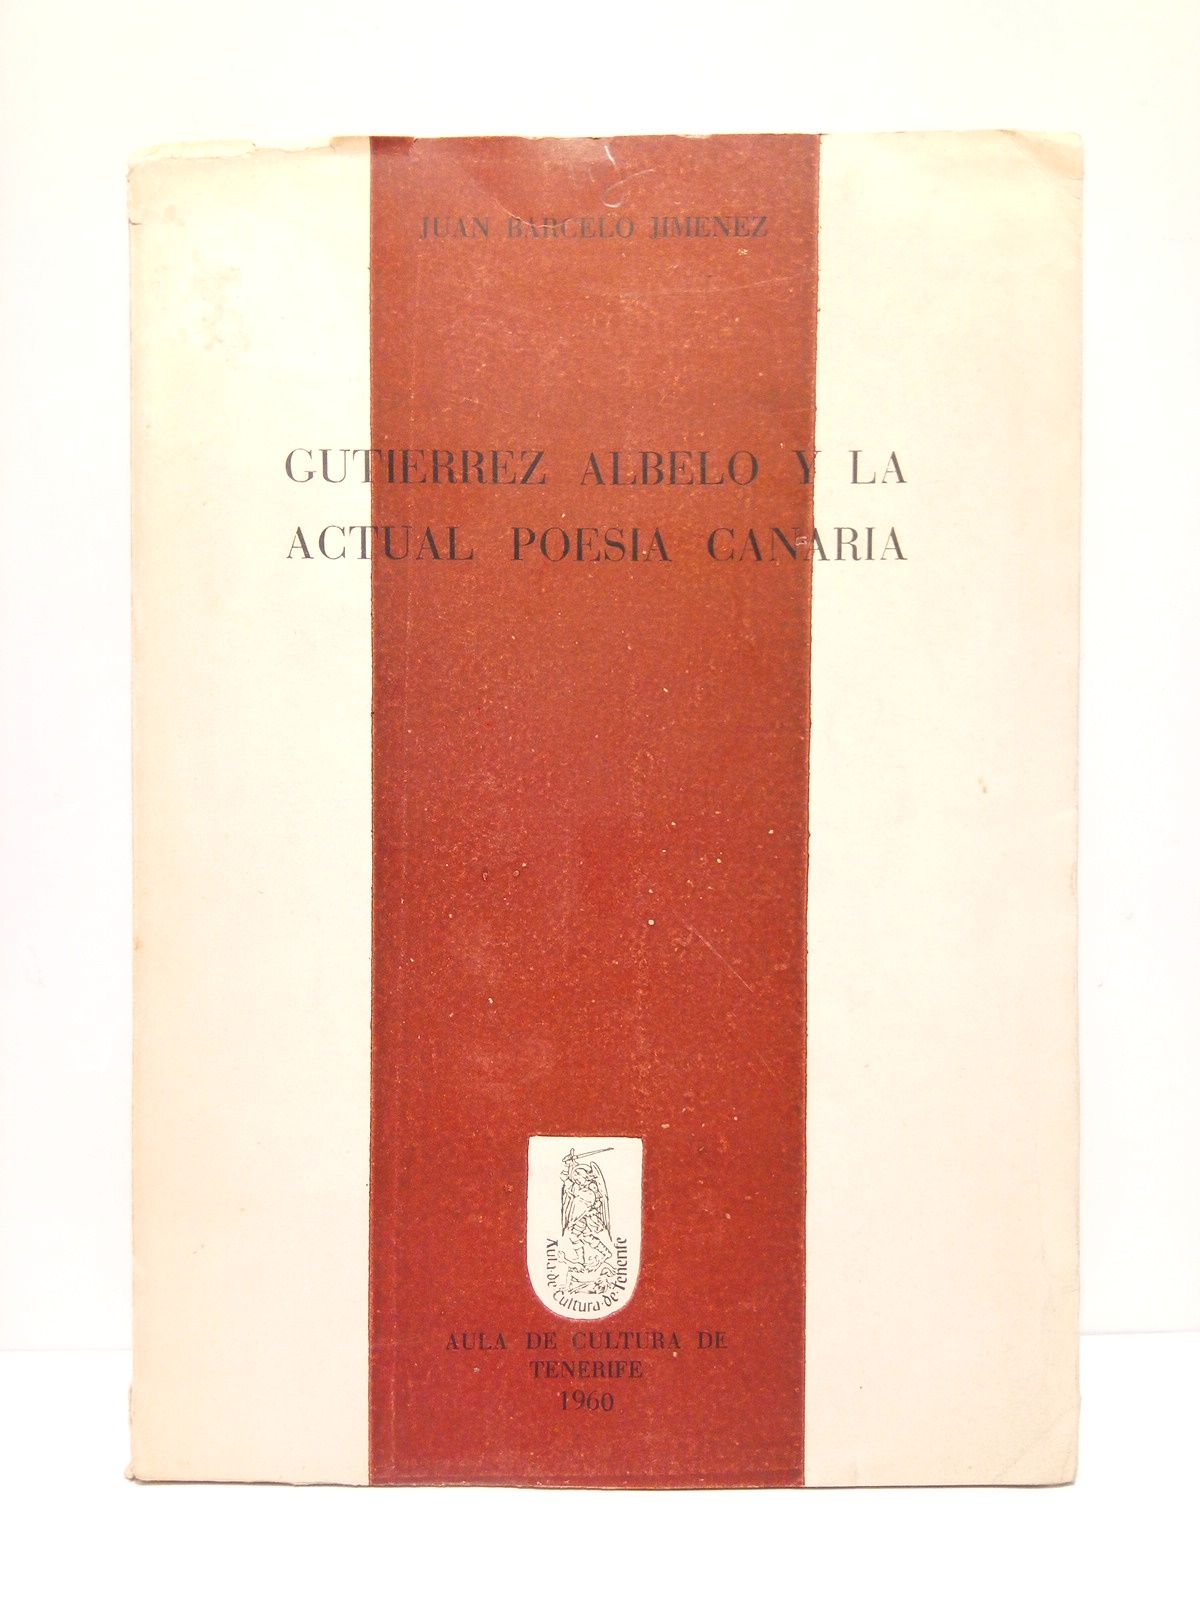 JUAN BARCELO JIMENEZ
GUTIERREZ ALBELO Y LA
ACTUAL POESIA CANARIA
Aula·de·Cultura·de·Tenerife
AULA DE CULTURA DE
TENERIFE
1960